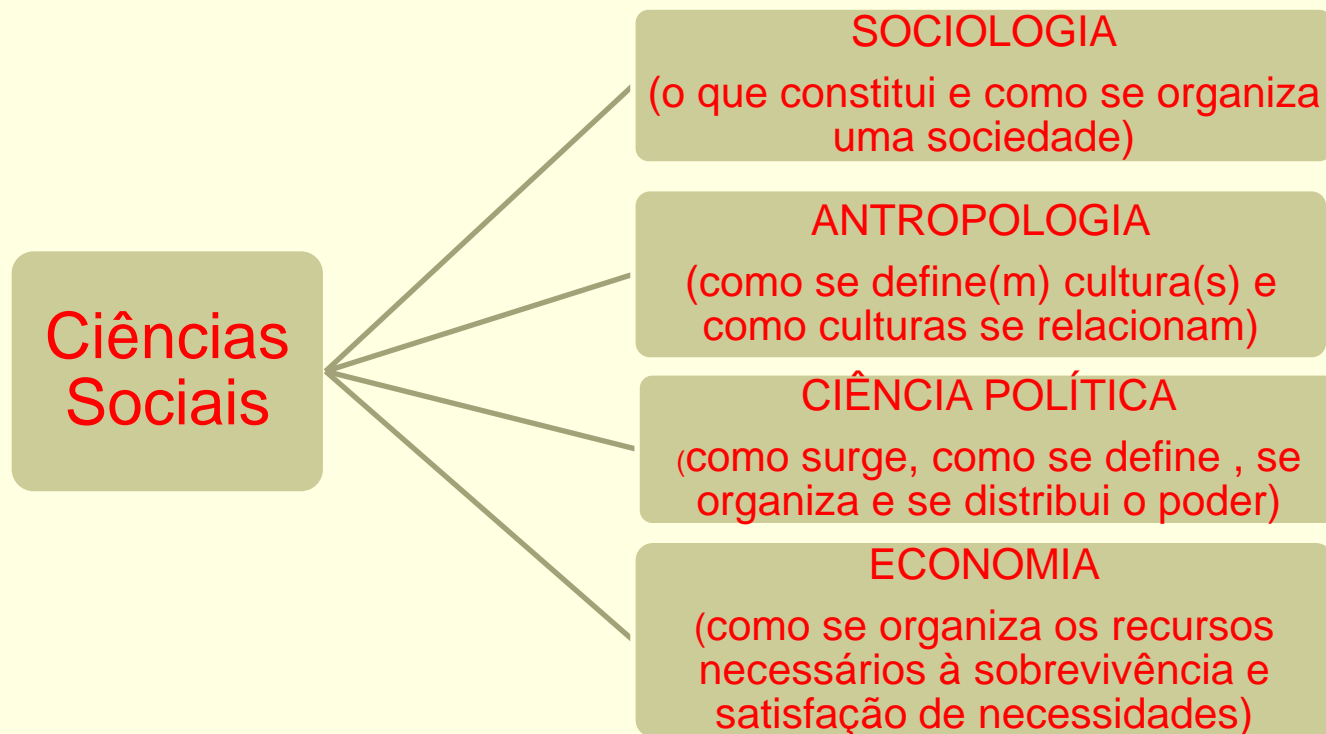 Ciências
Sociais
SOCIOLOGIA
(o que constitui e como se organiza
uma sociedade)
ANTROPOLOGIA
(como se define(m) cultura(s) e
como culturas se relacionam)
CIÊNCIA POLÍTICA
(como surge, como se define , se
organiza e se distribui o poder)
ECONOMIA
(como se organiza os recursos
necessários à sobrevivência e
satisfação de necessidades)